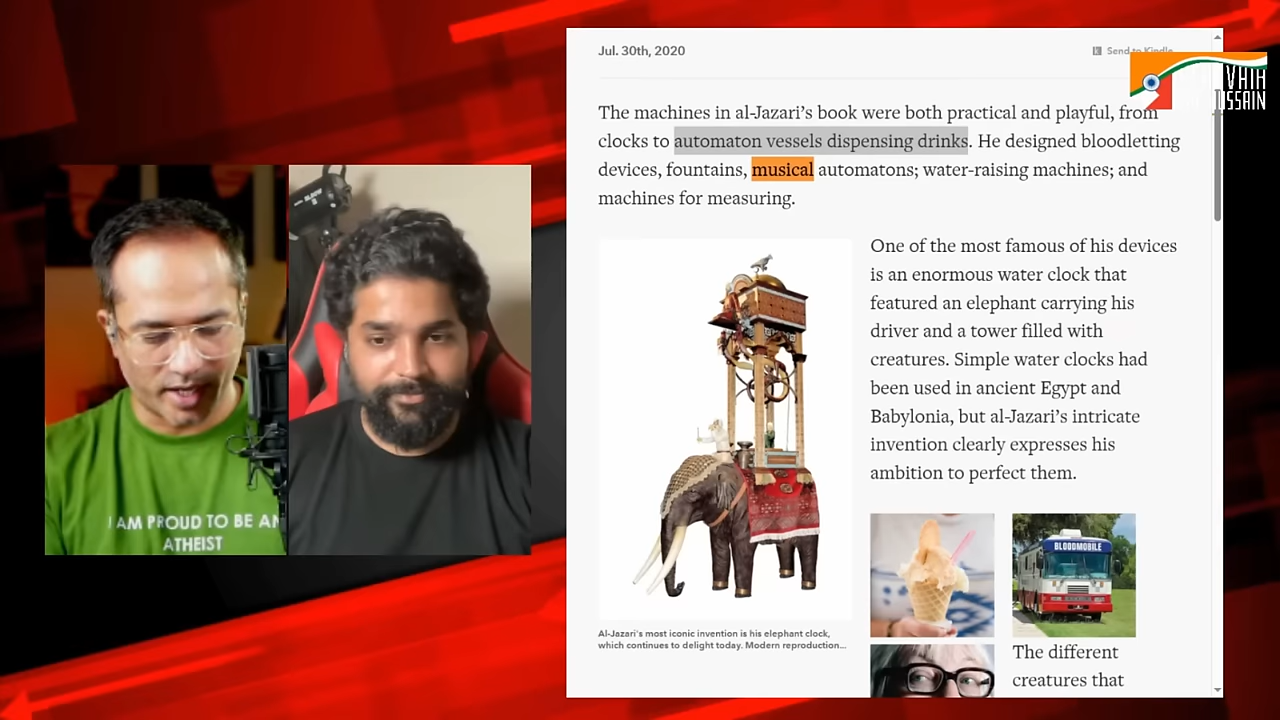 Jul. 30th, 2020
Send to Kindle
The machines in al-Jazari's book were both practical and playful, from
clocks to automaton vessels dispensing drinks. He designed bloodletting
devices, fountains, musical automatons; water-raising machines; and
machines for measuring.
One of the most famous of his devices
is an enormous water clock that
featured an elephant carrying his
driver and a tower filled with
creatures. Simple water clocks had
been used in ancient Egypt and
Babylonia, but al-Jazari's intricate
invention clearly expresses his
ambition to perfect them.
Al-Jazari's most iconic invention is his elephant clock,
which continues to delight today. Modern reproduction...
BLOODMOBILE
The different
creatures that
I AM PROUD TO BE AN
ATHEIST